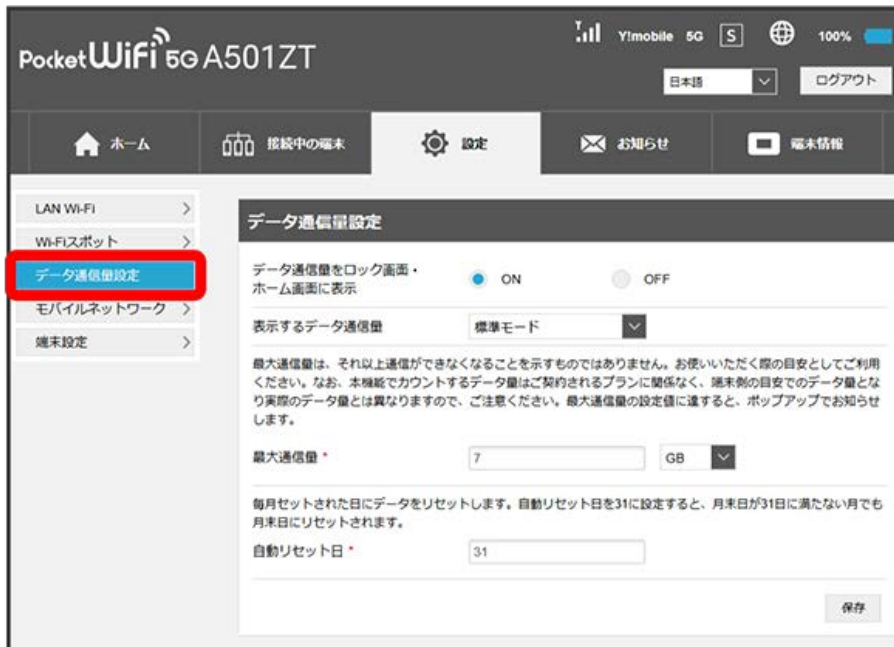 Pocket WiFi 5G A501ZT
Y!mobile 5G S 100%
日本語 ログアウト
ホーム 接続中の端末 設定 お知らせ 端末情報
LAN Wi-Fi
Wi-Fiスポット
データ通信量設定
モバイルネットワーク
端末設定
データ通信量設定
データ通信量をロック画面・
ホーム画面に表示
ON OFF
表示するデータ通信量 標準モード
最大通信量は、それ以上通信ができなくなることを示すものではありません。お使いいただく際の目安としてご利用
ください。なお、本機能でカウントするデータ量はご契約されるプランに関係なく、端末側の目安でのデータ量とな
り実際のデータ量とは異なりますので、ご注意ください。最大通信量の設定値に達すると、ポップアップでお知らせ
します。
最大通信量 * 7 GB
毎月セットされた日にデータをリセットします。自動リセット日を31に設定すると、月末日が31日に満たない月でも
月末日にリセットされます。
自動リセット日 * 31
保存